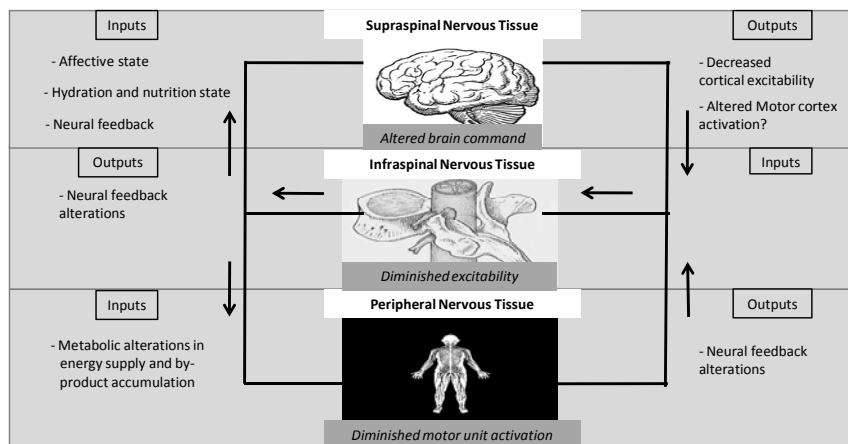 Inputs
- Affective state
- Hydration and nutrition state
- Neural feedback
Supraspinal Nervous Tissue
Altered brain command
Outputs
- Decreased
cortical excitability
- Altered Motor cortex
activation?
Outputs
- Neural feedback
alterations
Infraspinal Nervous Tissue
Diminished excitability
Inputs
Inputs
- Metabolic alterations in
energy supply and by-
product accumulation
Peripheral Nervous Tissue
Diminished motor unit activation
Outputs
- Neural feedback
alterations